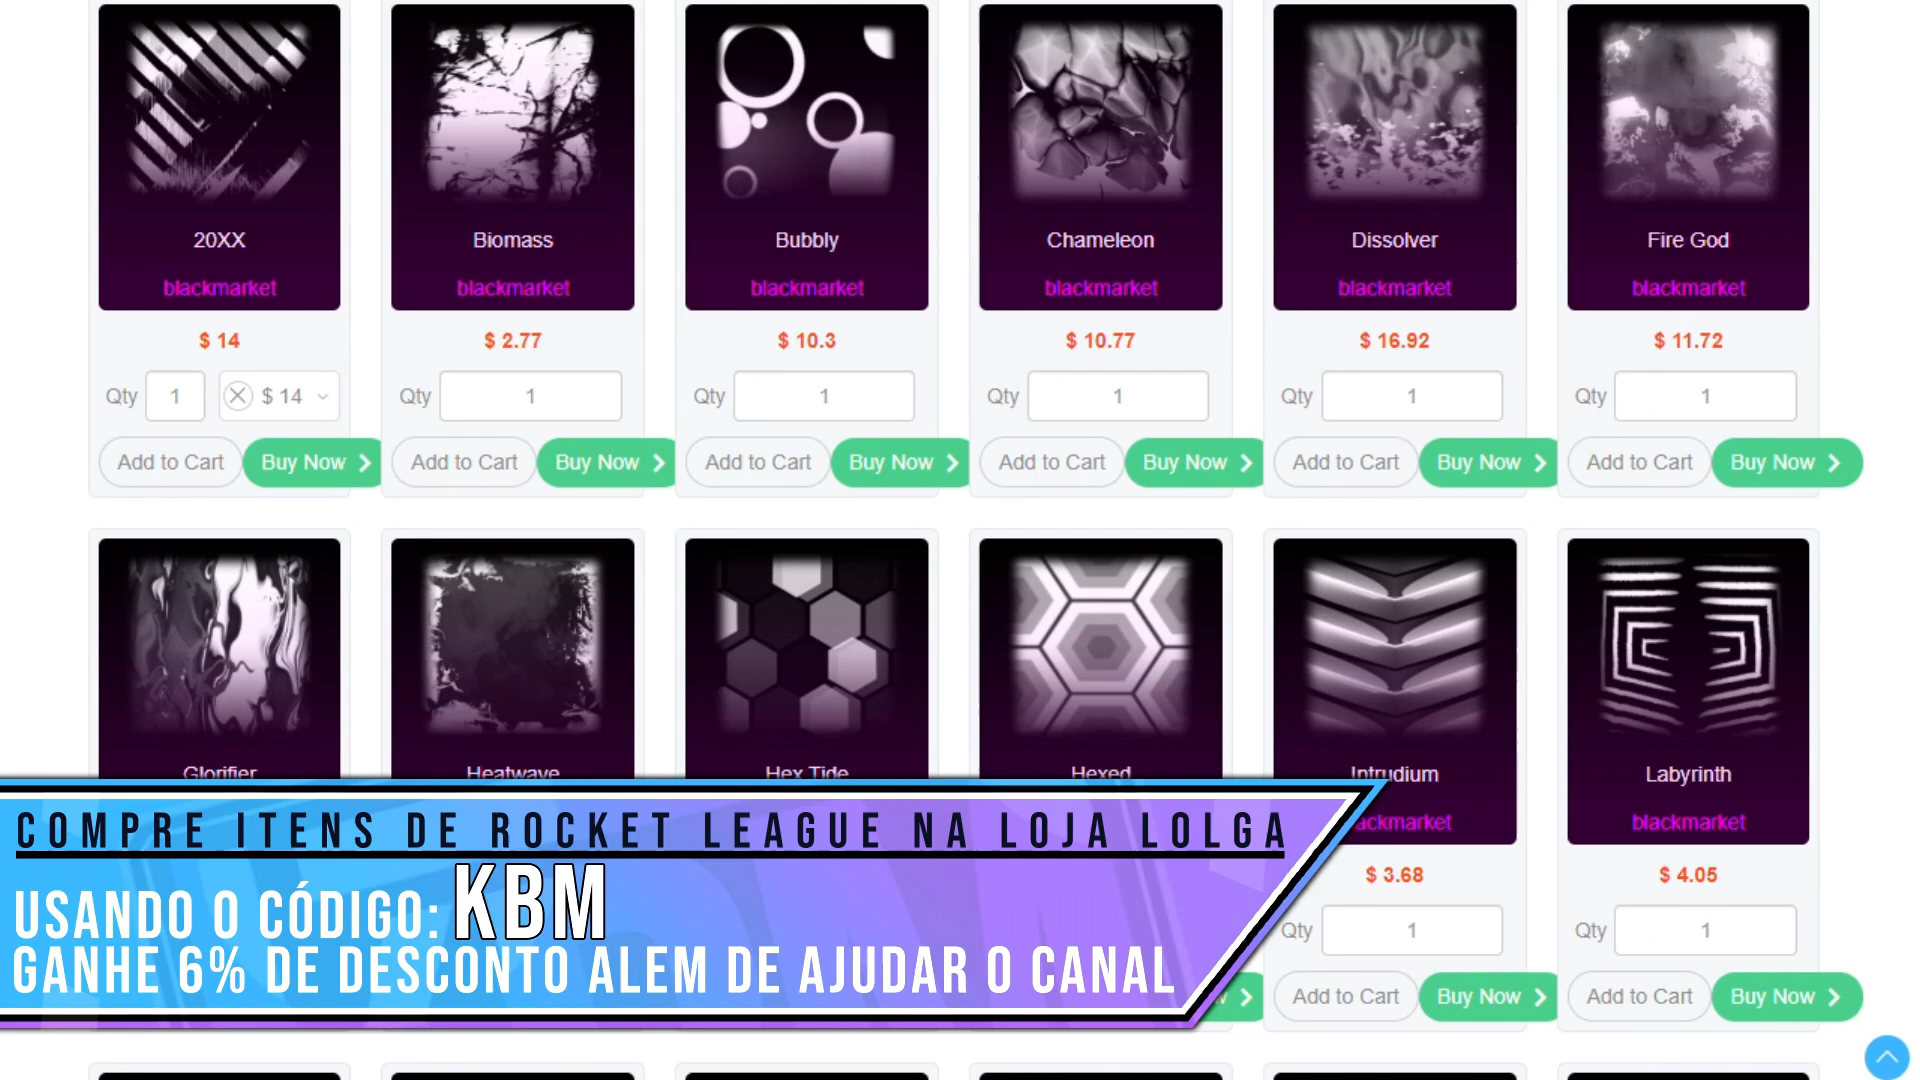 20XX Biomass Bubbly Chameleon Dissolver Fire God
blackmarket blackmarket blackmarket blackmarket blackmarket blackmarket
$ 14 $ 2.77 $ 10.3 $ 10.77 $ 16.92 $ 11.72
Qty 1 $ 14 Qty 1 Qty 1 Qty 1 Qty 1 Qty 1
Add to Cart Buy Now Add to Cart Buy Now Add to Cart Buy Now Add to Cart Buy Now Add to Cart Buy Now Add to Cart Buy Now
Glorifier Heatwave Hex Tide Hexed Intrudium Labyrinth
ackmarket blackmarket
$ 3.68 $ 4.05
Qty 1 Qty 1
Add to Cart Buy Now Add to Cart Buy Now
COMPRE ITENS DE ROCKET LEAGUE NA LOJA LOLGA
USANDO O CÓDIGO: KBM
GANHE 6% DE DESCONTO ALEM DE AJUDAR O CANAL